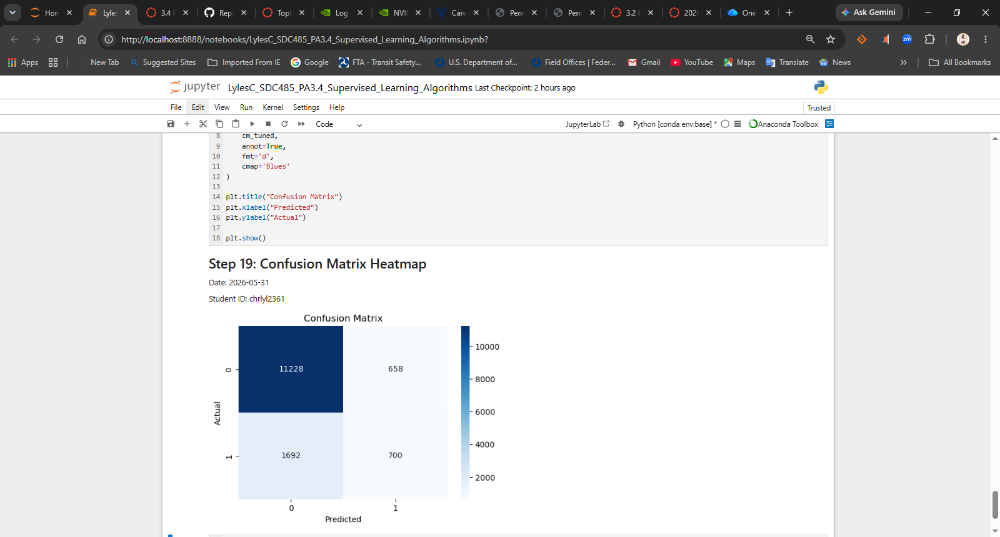 Hon
Lyles
3.4 P
Rep
Topi
Log
NVII
Care
Penn
Penn
3.2 P
202
One
Ask Gemini
http://localhost:8888/notebooks/LylesC_SDC485_PA3.4_Supervised_Learning_Algorithms.ipynb?
zm
Apps
New Tab
Suggested Sites
Imported From IE
Google
FTA - Transit Safety...
U.S. Department of...
Field Offices | Feder...
Gmail
YouTube
Maps
Translate
News
All Bookmarks
jupyter
LylesC_SDC485_PA3.4_Supervised_Learning_Algorithms Last Checkpoint: 2 hours ago
File Edit View Run Kernel Settings Help
Trusted
Code
JupyterLab
Python [conda env:base] *
Anaconda Toolbox
8 cm_tuned,
9 annot=True,
10 fmt='d',
11 cmap='Blues'
12 )
13
14 plt.title("Confusion Matrix")
15 plt.xlabel("Predicted")
16 plt.ylabel("Actual")
17
18 plt.show()
Step 19: Confusion Matrix Heatmap
Date: 2026-05-31
Student ID: chrlyl2361
Confusion Matrix
11228 658
1692 700
0
1
Actual
0 1
Predicted
10000
8000
6000
4000
2000